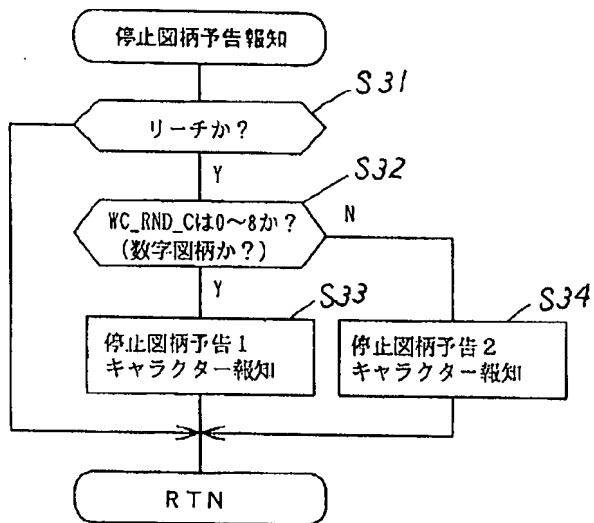 停止図柄予告報知
S31
リーチか?
Y
S32
WC_RND_Cは0~8か?
(数字図柄か?)
N
Y
S33
S34
停止図柄予告1
キャラクター報知
停止図柄予告2
キャラクター報知
RTN